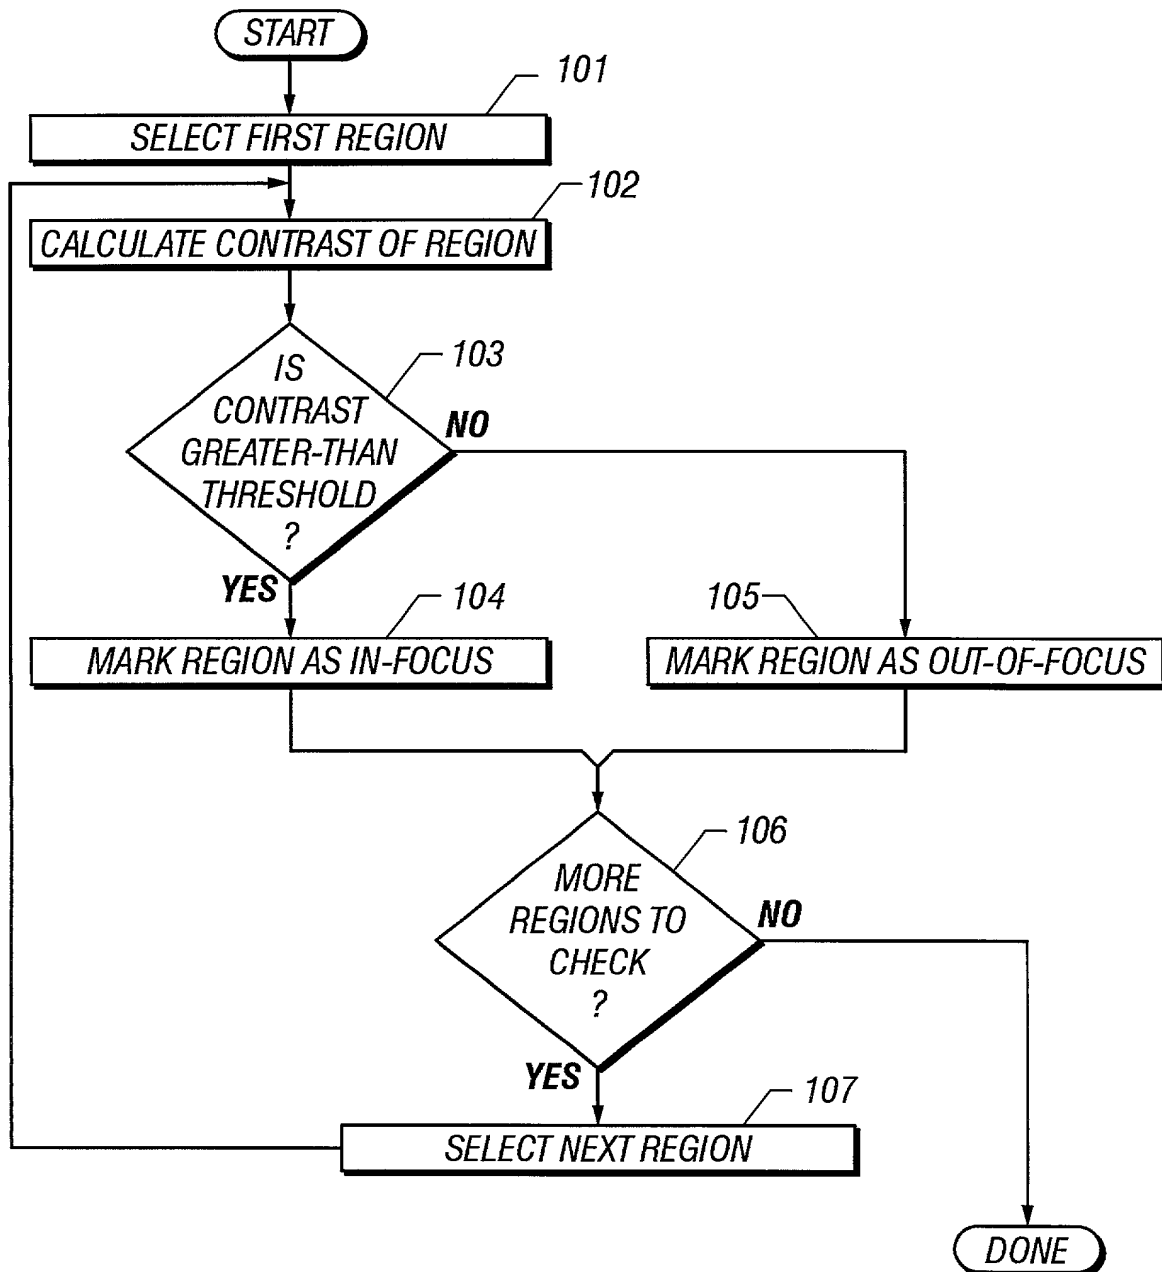 START
101
SELECT FIRST REGION
102
CALCULATE CONTRAST OF REGION
103
IS
CONTRAST
GREATER-THAN
THRESHOLD
?
NO
YES
104
MARK REGION AS IN-FOCUS
105
MARK REGION AS OUT-OF-FOCUS
106
MORE
REGIONS TO
CHECK
?
NO
YES
107
SELECT NEXT REGION
DONE